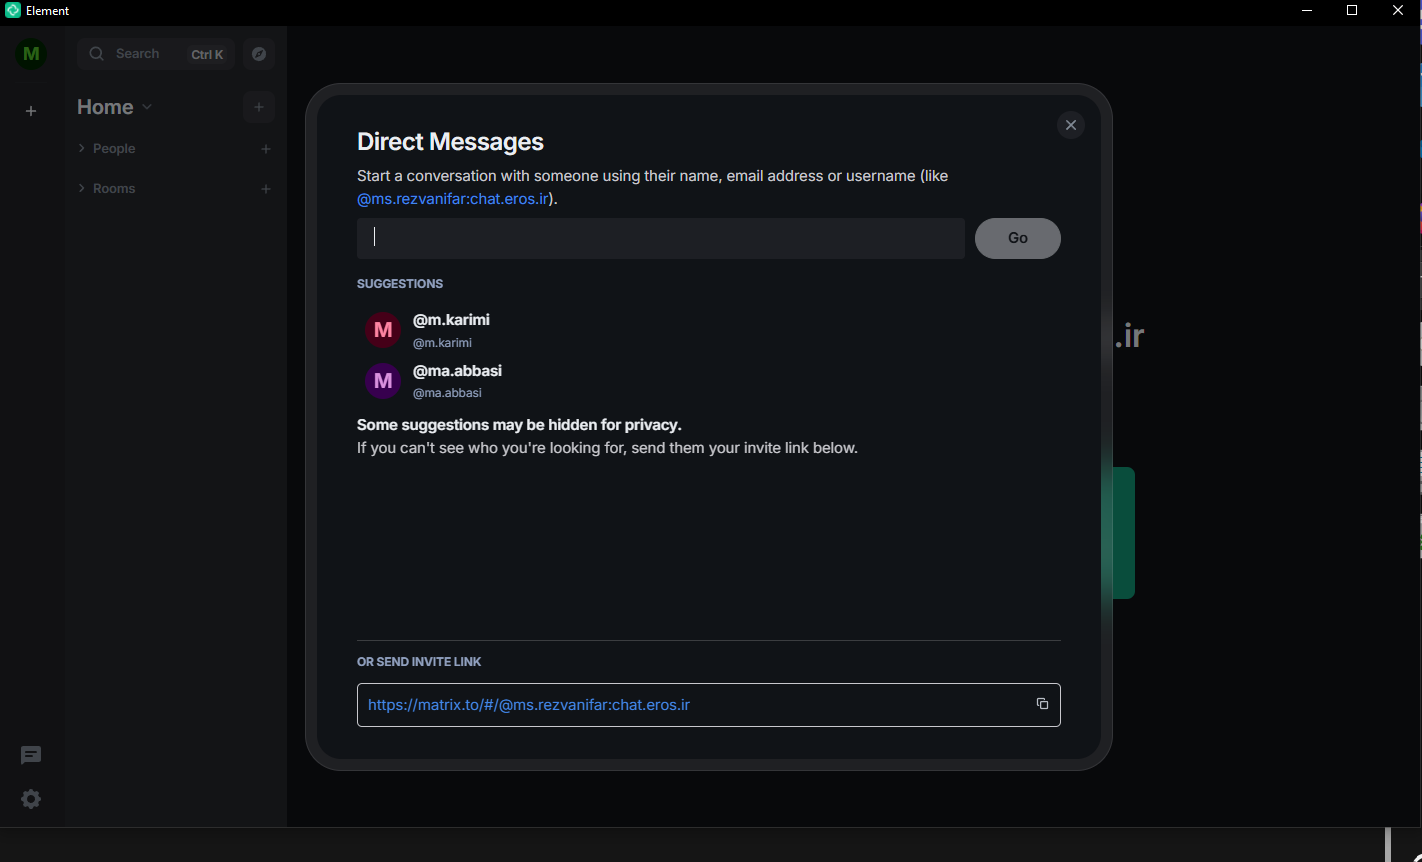 Element
M
Search Ctrl K
Home
People
Rooms
Direct Messages
Start a conversation with someone using their name, email address or username (like
@ms.rezvanifar:chat.eros.ir).
Go
SUGGESTIONS
M
@m.karimi
@m.karimi
M
@ma.abbasi
@ma.abbasi
Some suggestions may be hidden for privacy.
If you can't see who you're looking for, send them your invite link below.
OR SEND INVITE LINK
https://matrix.to/#/@ms.rezvanifar:chat.eros.ir
.ir